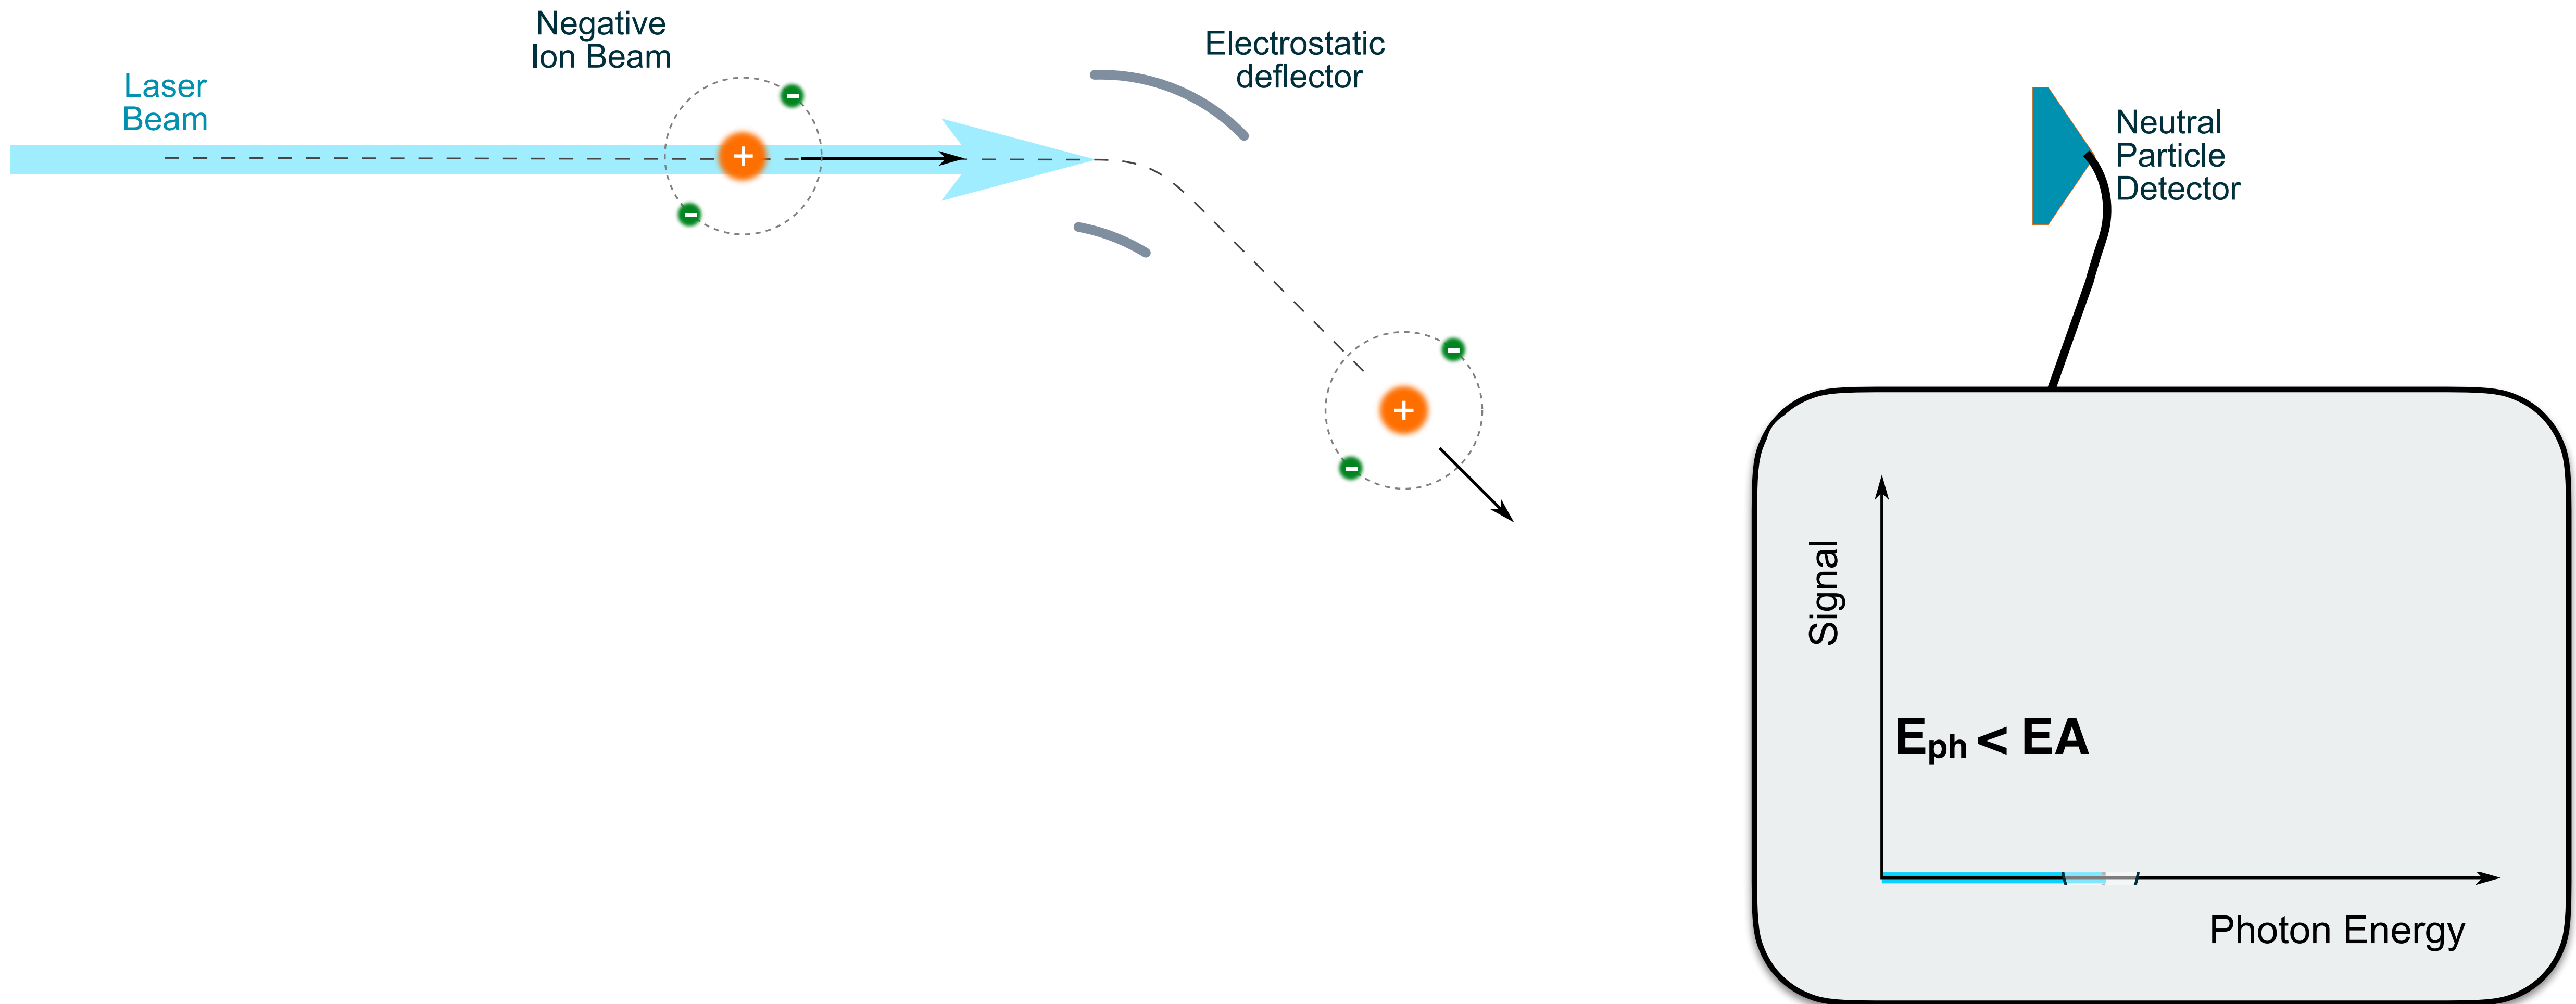 Negative
Ion Beam
Laser
Beam
Electrostatic
deflector
Neutral
Particle
Detector
+
−
−
+
−
−
Signal
Eph < EA
Photon Energy